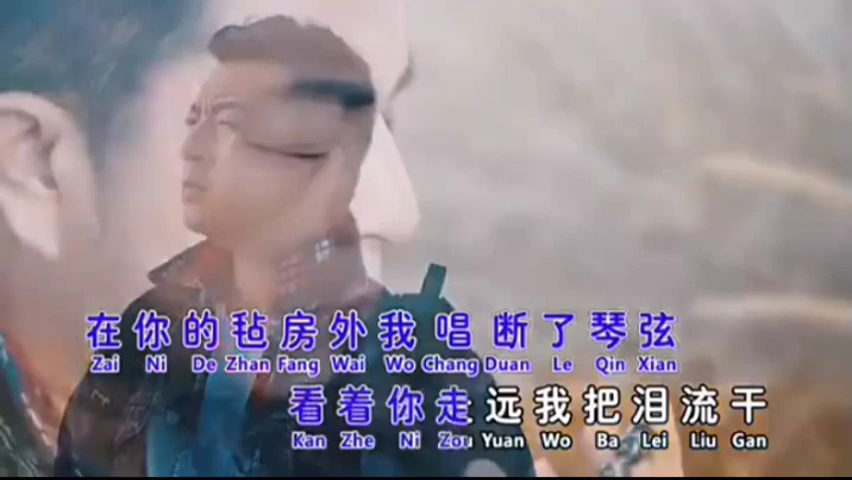 在你的毡房外我唱断了琴弦
Zai Ni De Zhan Fang Wai Wo Chang Duan Le Qin Xian
看着你走远我把泪流干
Kan Zhe Ni Zou Yuan Wo Ba Lei Liu Gan